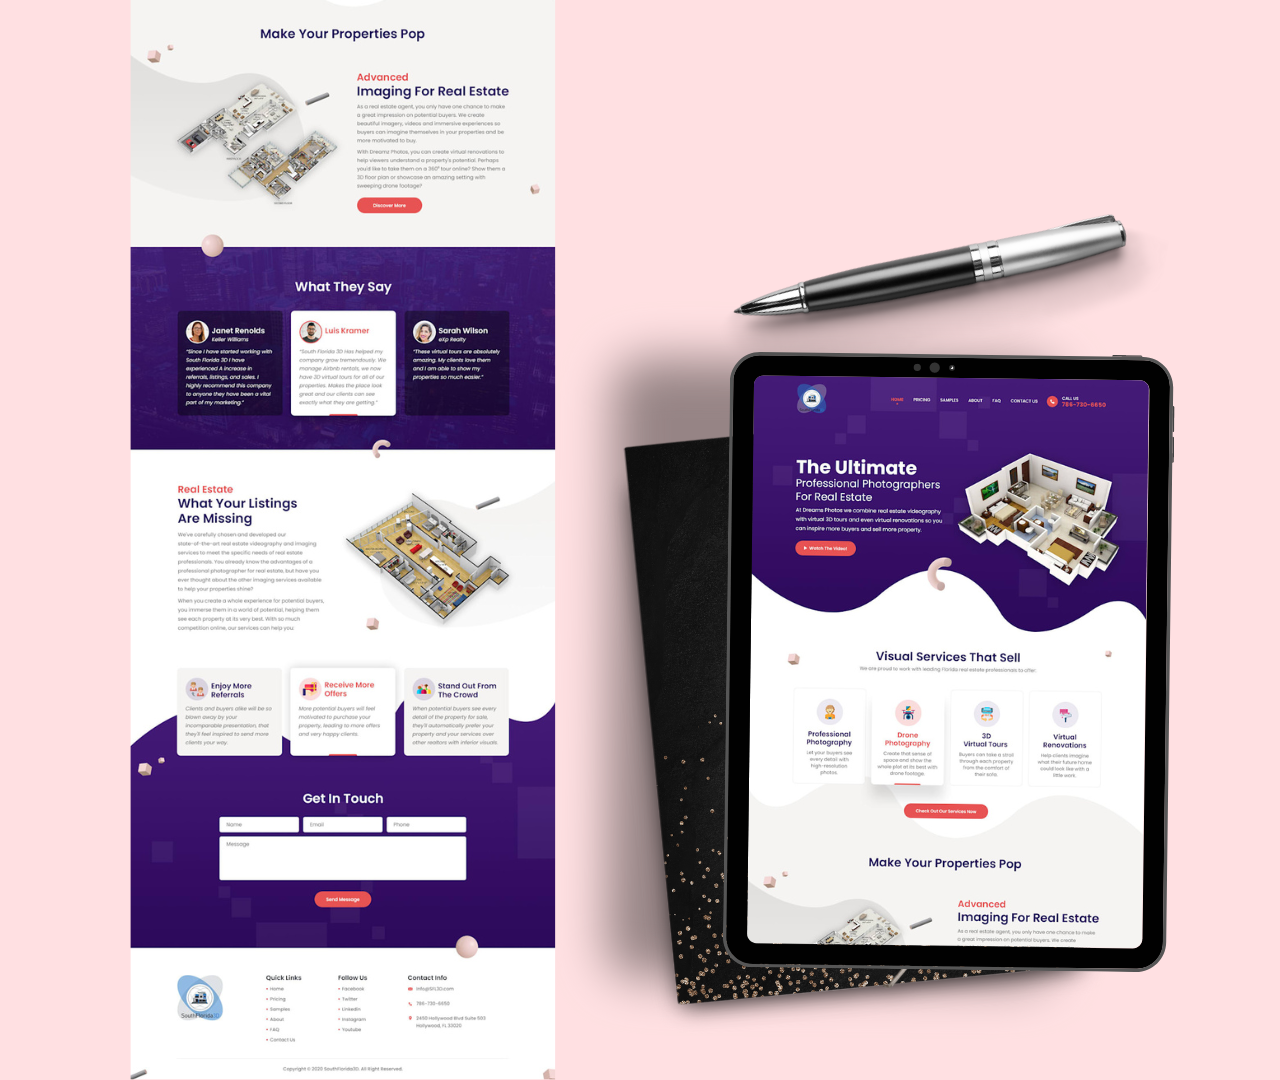 Make Your Properties Pop
Advanced
Imaging For Real Estate
As a real estate agent, you only have one chance to make
a great impression on potential buyers. We create
beautiful imagery, videos and immersive experiences so
buyers can imagine themselves in your properties and be
more motivated to buy.
With Dreams Photos, you can create virtual renovations to
help viewers understand a property's potential. Perhaps
you'd like to take them on a 360° tour online? Show them a
3D floor plan or showcase an amazing setting with
sweeping drone footage?
Discover More
What They Say
Janet Renolds
Keller Williams
"Since I have started working with
South Florida 3D I have
experienced A increase in
referrals, listings, and sales. I
highly recommend this company
to anyone they have been a vital
part of my marketing."
Luis Kramer
"South Florida 3D Has helped my
company grow tremendously. We
manage Airbnb rentals, we now
have 3D virtual tours for all of our
properties. Makes the place look
great and our clients can see
exactly what they are getting."
Sarah Wilson
eXp Realty
"These virtual tours are absolutely
amazing. My clients love them
and I am able to show my
properties so much easier."
Real Estate
What Your Listings
Are Missing
We've carefully chosen and developed our
state-of-the-art real estate videography and imaging
services to meet the specific needs of real estate
professionals. You already know the advantages of a
professional photographer for real estate, but have you
ever thought about the other imaging services available
to help your properties shine?
When you create a whole experience for potential buyers,
you immerse them in a world of potential, helping them
see each property at its very best. With so much
competition online, our services can help you:
Enjoy More
Referrals
Clients and buyers alike will be so
blown away by your
incomparable presentation, that
they'll feel inspired to send more
clients your way.
Receive More
Offers
More potential buyers will feel
motivated to purchase your
property, leading to more offers
and very happy clients.
Stand Out From
The Crowd
When potential buyers see every
detail of the property for sale,
they'll automatically prefer your
property and your services over
other realtors with inferior visuals.
Get In Touch
Name
Email
Phone
Message
Send Message
SouthFlorida
Quick Links
Home
Pricing
Samples
About
FAQ
Contact Us
Follow Us
Facebook
Twitter
LinkedIn
Instagram
Youtube
Contact Info
info@SFL3D.com
786-730-6650
2450 Hollywood Blvd Suite 503
Hollywood, FL 33020
Copyright © 2020 SouthFlorida3D. All Right Reserved.
HOME
PRICING
SAMPLES
ABOUT
FAQ
CONTACT US
CALL US
786-730-6650
The Ultimate
Professional Photographers
For Real Estate
At Dreams Photos we combine real estate videography
with virtual 3D tours and even virtual renovations so you
can inspire more buyers and sell more property.
Watch The Video!
Visual Services That Sell
We are proud to work with leading Florida real estate professionals to offer:
Professional
Photography
Let your buyers see
every detail with
high-resolution
photos.
Drone
Photography
Create that sense of
space and show the
whole plot at its best with
drone footage.
3D
Virtual Tours
Buyers can take a stroll
through each property
from the comfort of
their sofa.
Virtual
Renovations
Help clients imagine
what their future home
could look like with a
little work.
Check Out Our Services Now
Make Your Properties Pop
Advanced
Imaging For Real Estate
As a real estate agent, you only have one chance to make
a great impression on potential buyers. We create